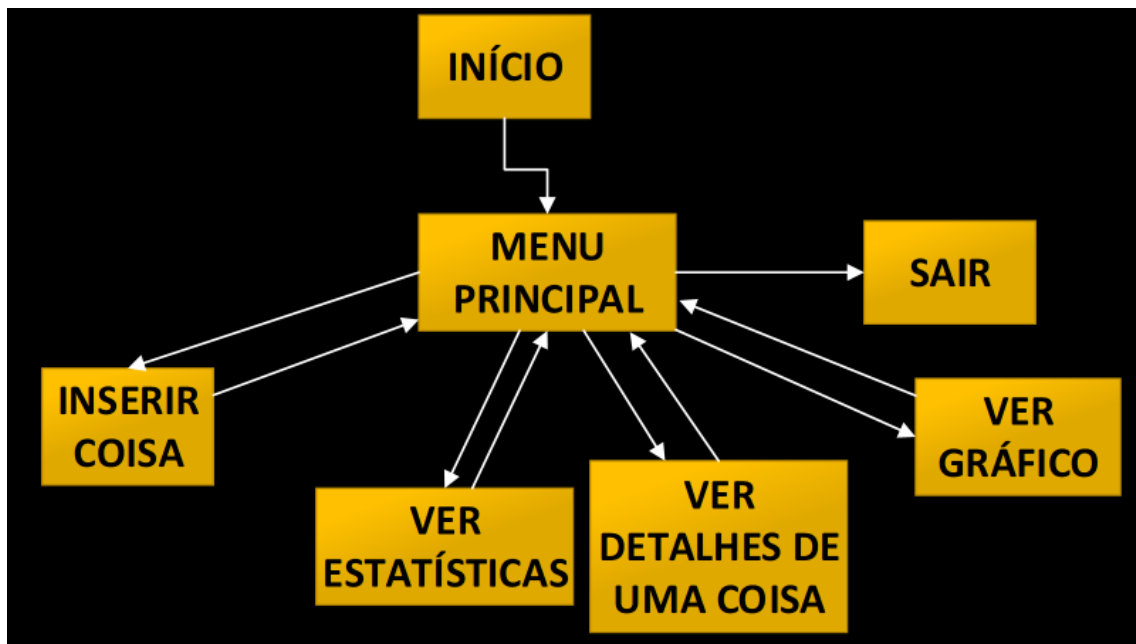 INÍCIO
MENU
PRINCIPAL
SAIR
INSERIR
COISA
VER
ESTATÍSTICAS
VER
DETALHES DE
UMA COISA
VER
GRÁFICO